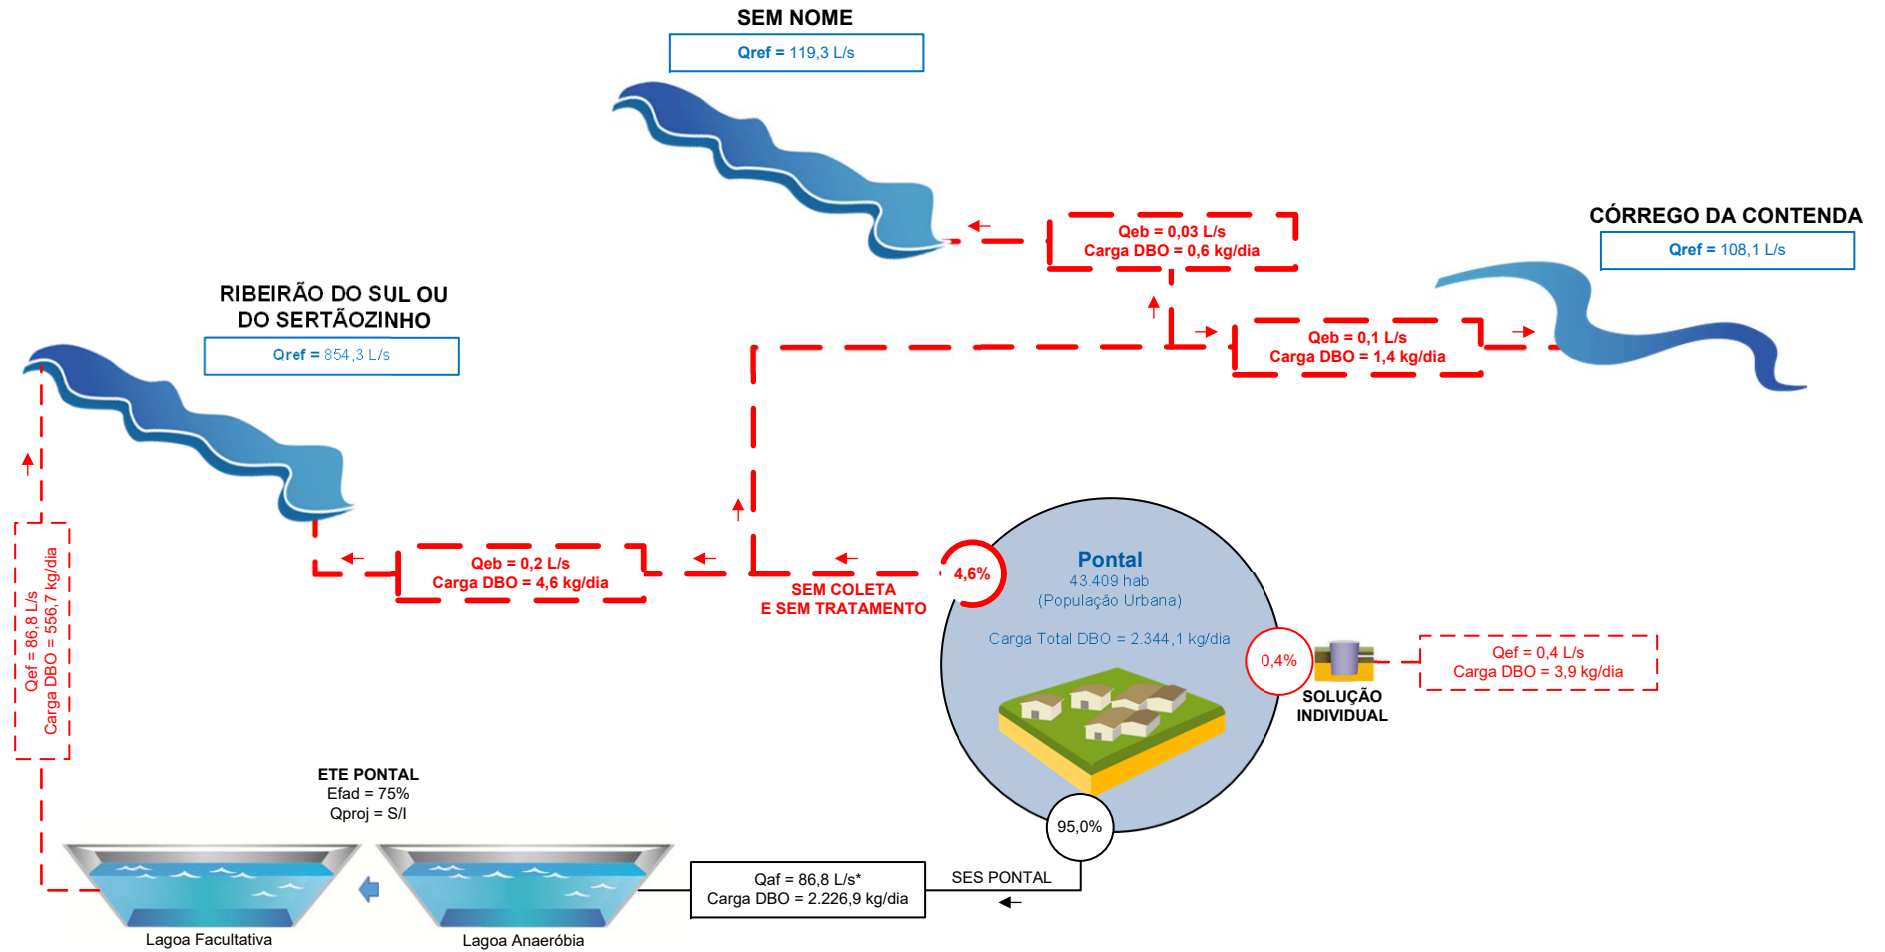 SEM NOME
Qref = 119,3 L/s
CÓRREGO DA CONTENDA
Qref = 108,1 L/s
Qeb = 0,03 L/s
Carga DBO = 0,6 kg/dia
RIBEIRÃO DO SUL OU
DO SERTÃOZINHO
Qref = 854,3 L/s
Qeb = 0,1 L/s
Carga DBO = 1,4 kg/dia
Qeb = 0,2 L/s
Carga DBO = 4,6 kg/dia
SEM COLETA
E SEM TRATAMENTO
4,6%
Pontal
43.409 hab
(População Urbana)
Carga Total DBO = 2.344,1 kg/dia
0,4%
SOLUÇÃO
INDIVIDUAL
Qef = 0,4 L/s
Carga DBO = 3,9 kg/dia
Qef = 86,8 L/s
Carga DBO = 556,7 kg/dia
ETE PONTAL
Efad = 75%
Qproj = S/I
95,0%
SES PONTAL
Qaf = 86,8 L/s*
Carga DBO = 2.226,9 kg/dia
Lagoa Facultativa
Lagoa Anaeróbia